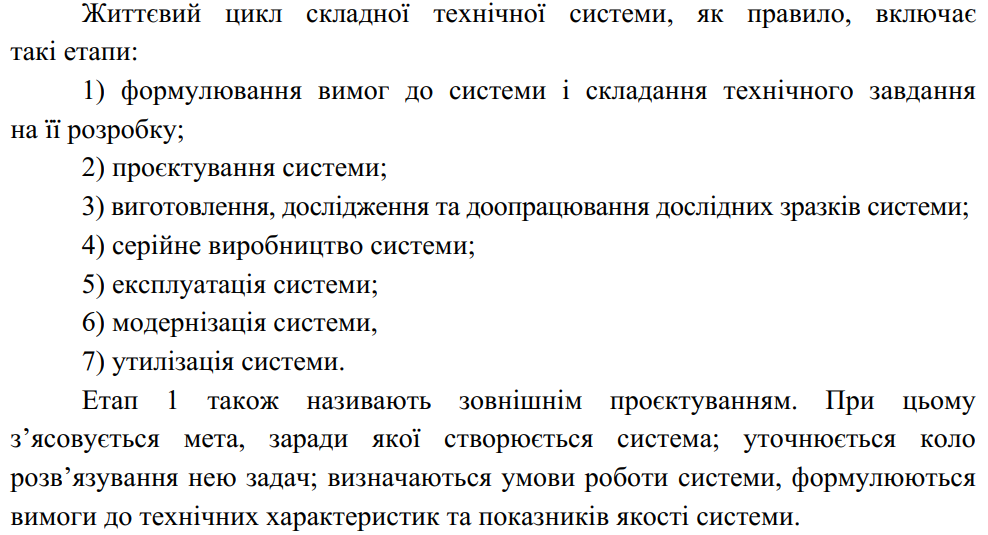 Життєвий цикл складної технічної системи, як правило, включає
такі етапи:
1) формулювання вимог до системи і складання технічного завдання
на її розробку;
2) проєктування системи;
3) виготовлення, дослідження та доопрацювання дослідних зразків системи;
4) серійне виробництво системи;
5) експлуатація системи;
6) модернізація системи,
7) утилізація системи.
Етап 1 також називають зовнішнім проєктуванням. При цьому
з’ясовується мета, заради якої створюється система; уточнюється коло
розв’язування нею задач; визначаються умови роботи системи, формулюються
вимоги до технічних характеристик та показників якості системи.